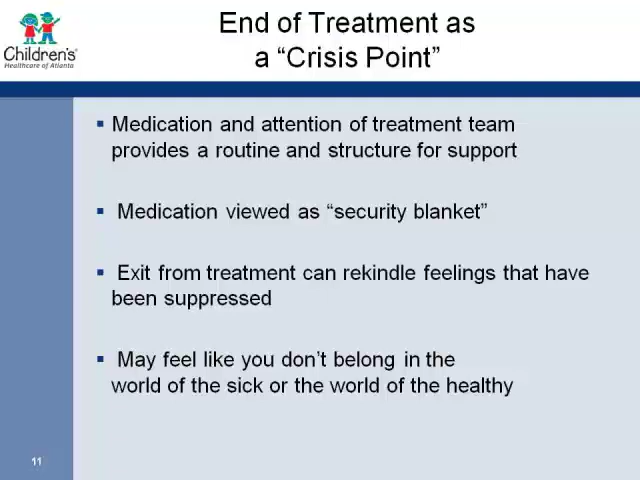 End of Treatment as
a “Crisis Point”
Children's
Healthcare of Atlanta
▪ Medication and attention of treatment team
provides a routine and structure for support
▪ Medication viewed as “security blanket”
▪ Exit from treatment can rekindle feelings that have
been suppressed
▪ May feel like you don’t belong in the
world of the sick or the world of the healthy
11